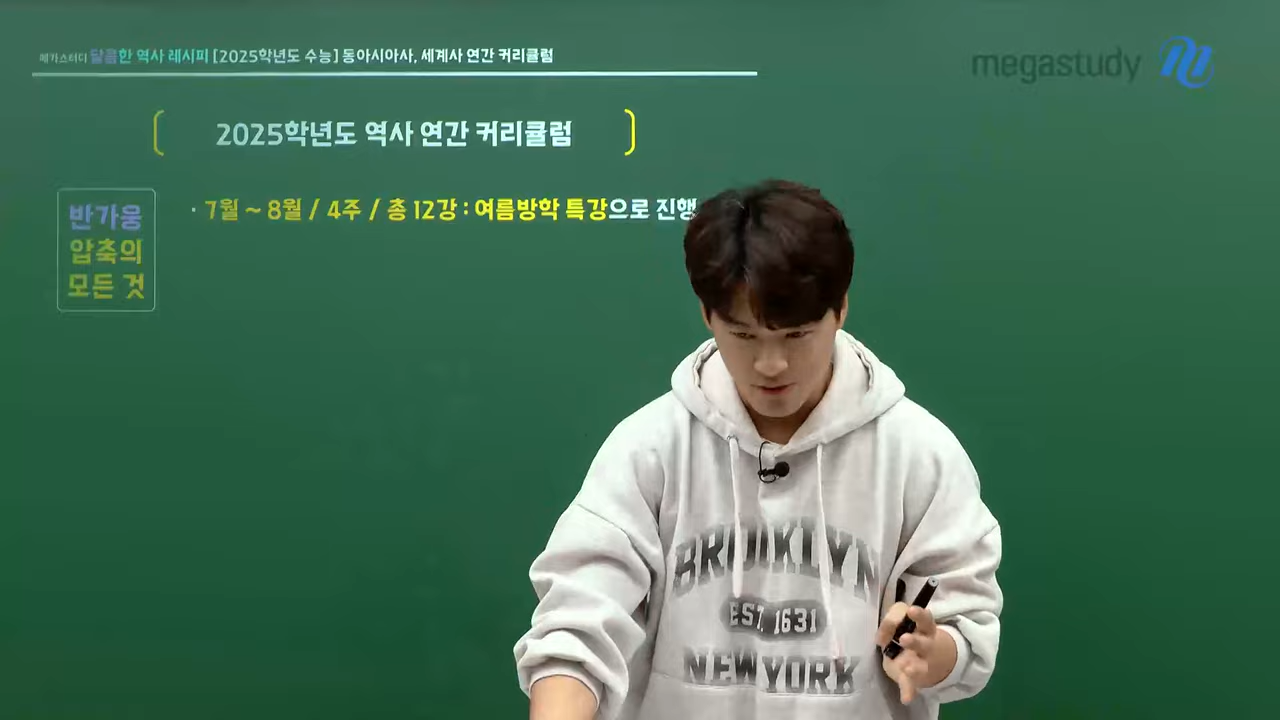 메가스터디 달콤한 역사 레시피 [2025학년도 수능] 동아시아사, 세계사 연간 커리큘럼
megastudy
2025학년도 역사 연간 커리큘럼
반가웅
압축의
모든 것
· 7월 ~ 8월 / 4주 / 총 12강 : 여름방학 특강으로 진행
BROOKLYN
EST. 1631
NEW YORK